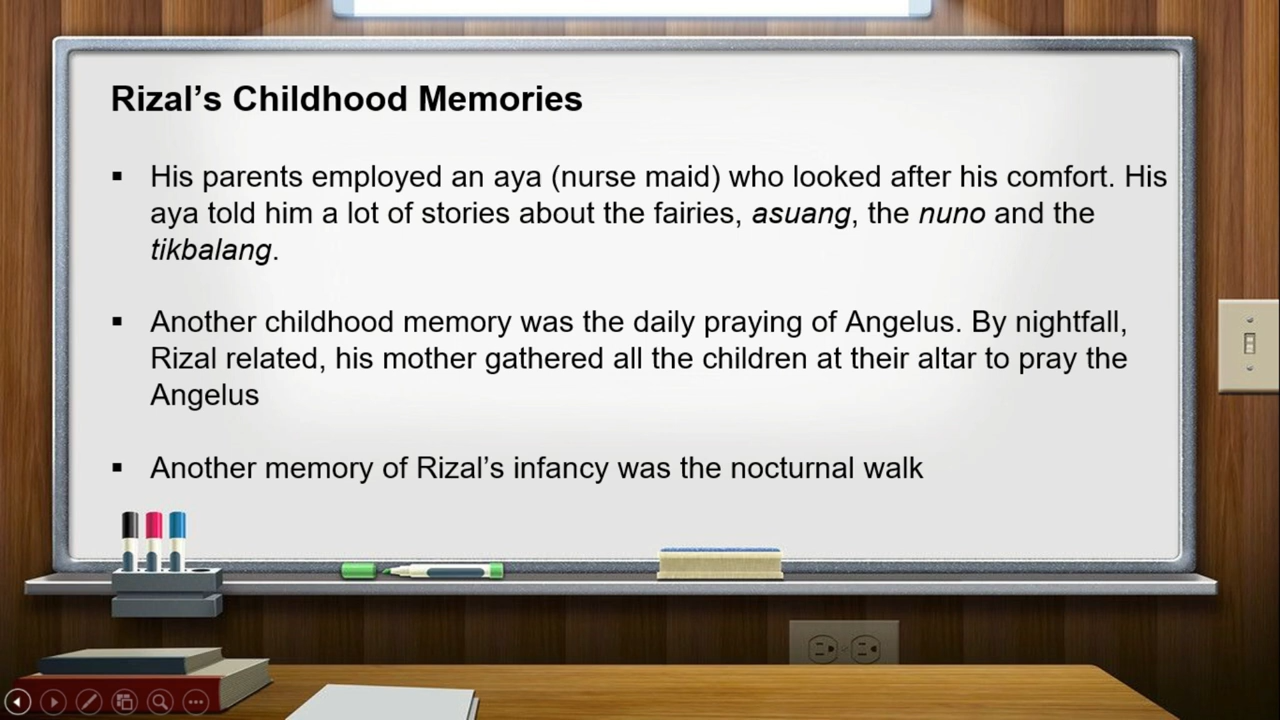 Rizal’s Childhood Memories
▪ His parents employed an aya (nurse maid) who looked after his comfort. His
aya told him a lot of stories about the fairies, asuang, the nuno and the
tikbalang.
▪ Another childhood memory was the daily praying of Angelus. By nightfall,
Rizal related, his mother gathered all the children at their altar to pray the
Angelus
▪ Another memory of Rizal’s infancy was the nocturnal walk